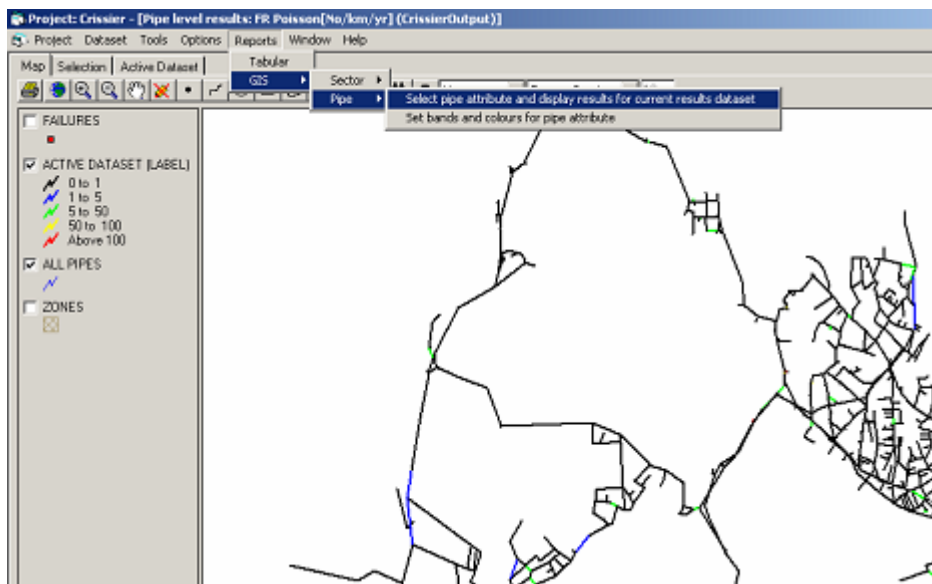 Project: Crissier - [Pipe level results: FR Poisson[No/km/yr] (CrissierOutput)]
Project Dataset Tools Options Reports Window Help
Tabular
GIS
Sector
Pipe
Select pipe attribute and display results for current results dataset
Set bands and colours for pipe attribute
Map Selection Active Dataset
FAILURES
ACTIVE DATASET (LABEL)
0 to 1
1 to 5
5 to 50
50 to 100
Above 100
ALL PIPES
ZONES